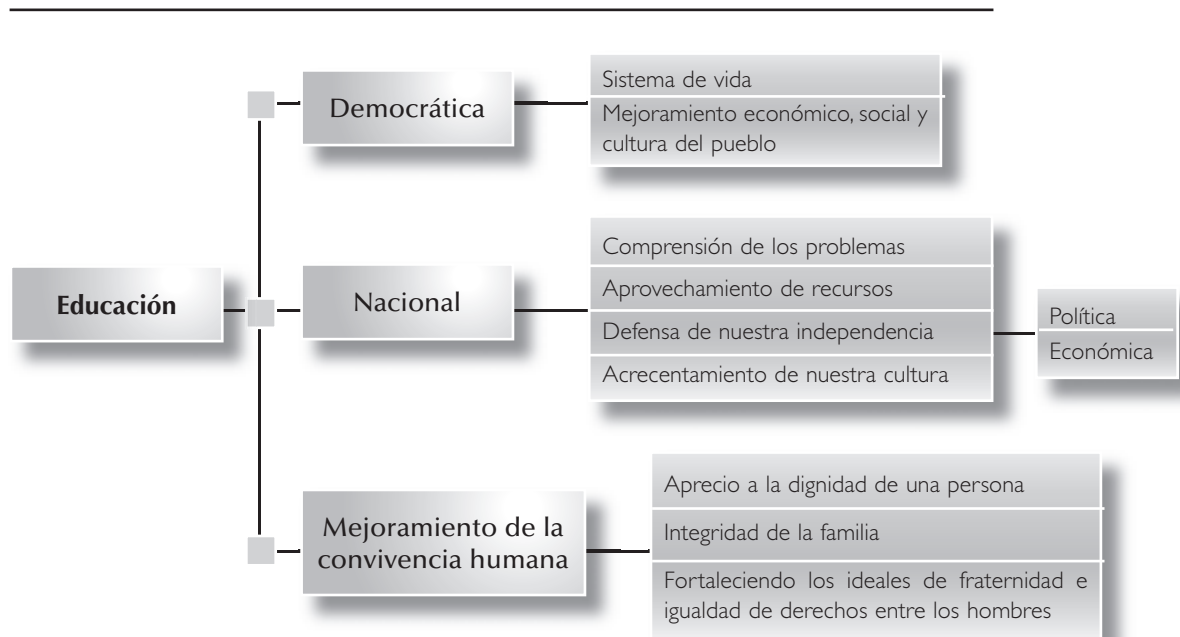 Educación
Democrática
Sistema de vida
Mejoramiento económico, social y
cultura del pueblo
Nacional
Comprensión de los problemas
Aprovechamiento de recursos
Defensa de nuestra independencia
Acrecentamiento de nuestra cultura
Política
Económica
Mejoramiento de la
convivencia humana
Aprecio a la dignidad de una persona
Integridad de la familia
Fortaleciendo los ideales de fraternidad e
igualdad de derechos entre los hombres